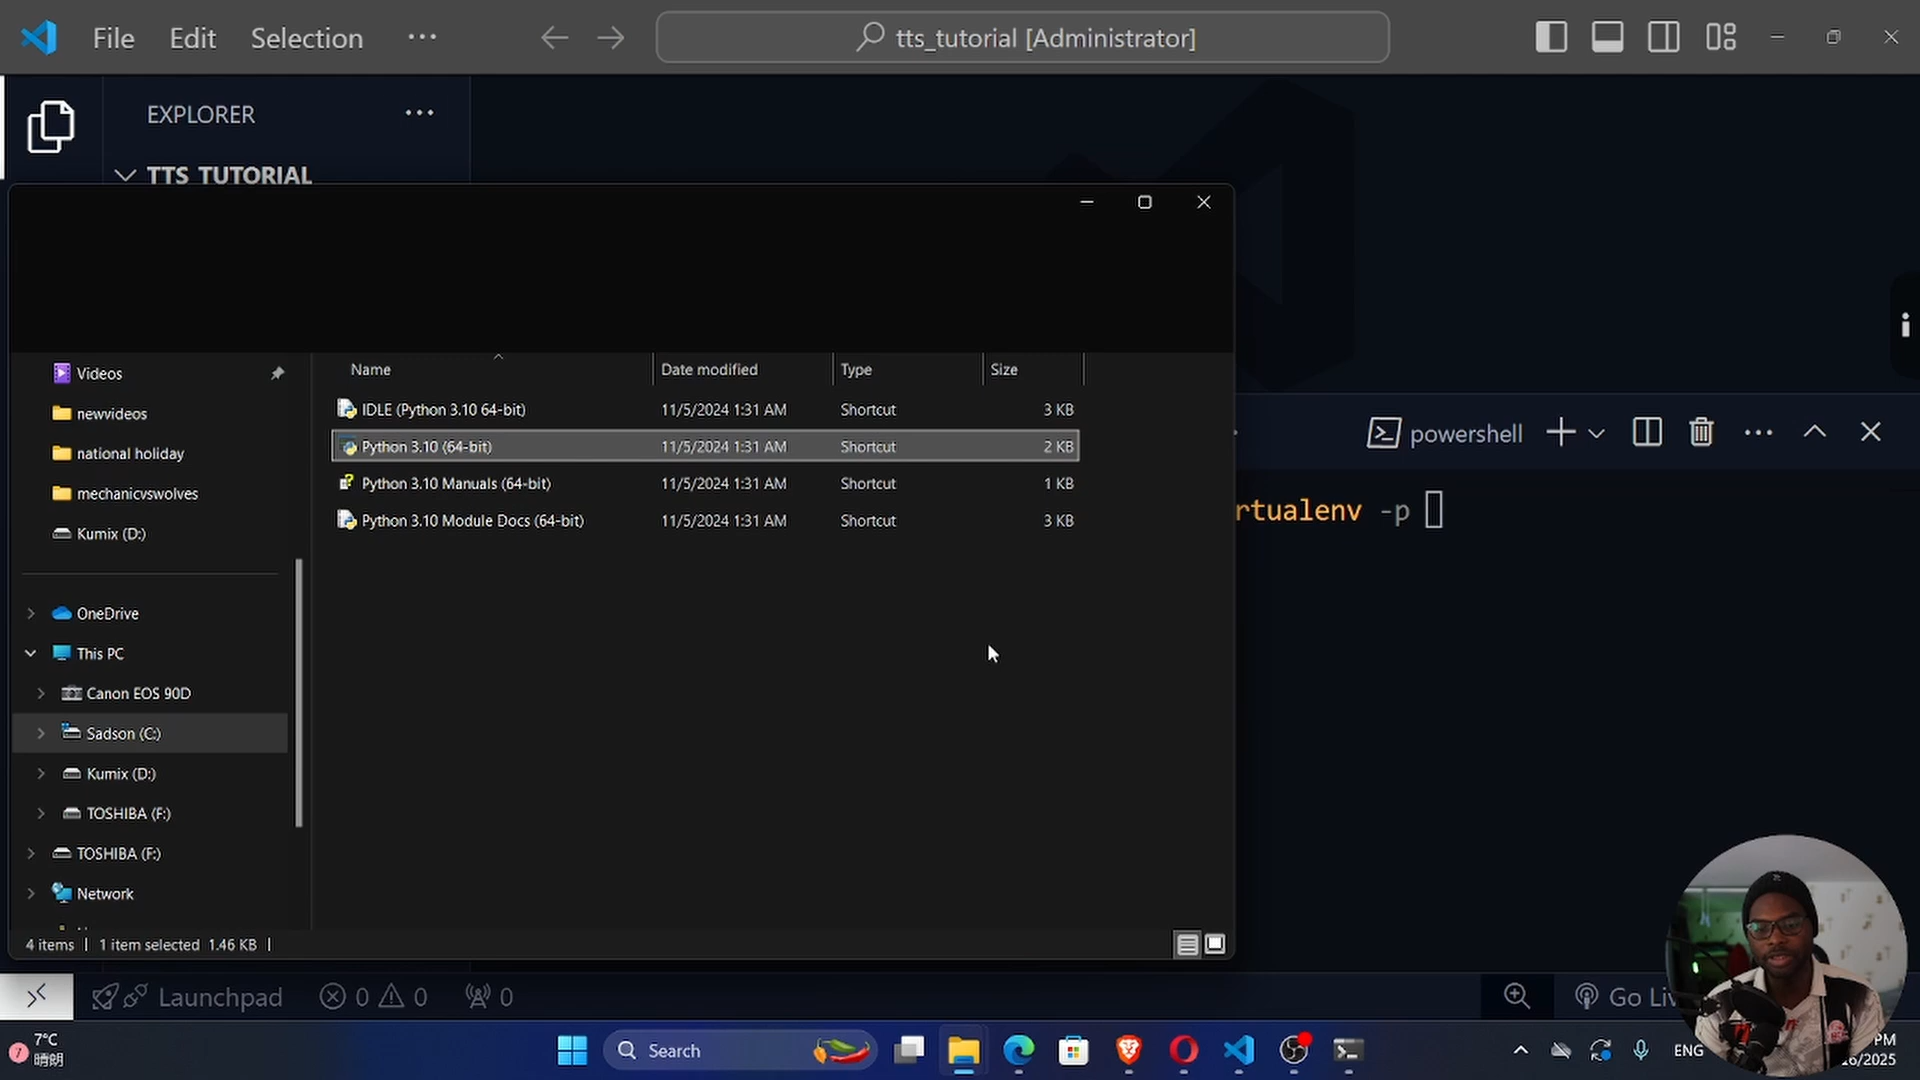 File Edit Selection ...
tts_tutorial [Administrator]
EXPLORER ...
TTS TUTORIAL
Name Date modified Type Size
IDLE (Python 3.10 64-bit) 11/5/2024 1:31 AM Shortcut 3 KB
Python 3.10 (64-bit) 11/5/2024 1:31 AM Shortcut 2 KB
Python 3.10 Manuals (64-bit) 11/5/2024 1:31 AM Shortcut 1 KB
Python 3.10 Module Docs (64-bit) 11/5/2024 1:31 AM Shortcut 3 KB
Videos
newvideos
national holiday
mechanicvswolves
Kumix (D:)
OneDrive
This PC
Canon EOS 90D
Sadson (C:)
Kumix (D:)
TOSHIBA (F:)
TOSHIBA (F:)
Network
4 items | 1 item selected 1.46 KB |
powershell
rtualenv -p
Launchpad 0 0 0
Go Liv
7°C
晴朗
Search
ENG
PM
6/2025